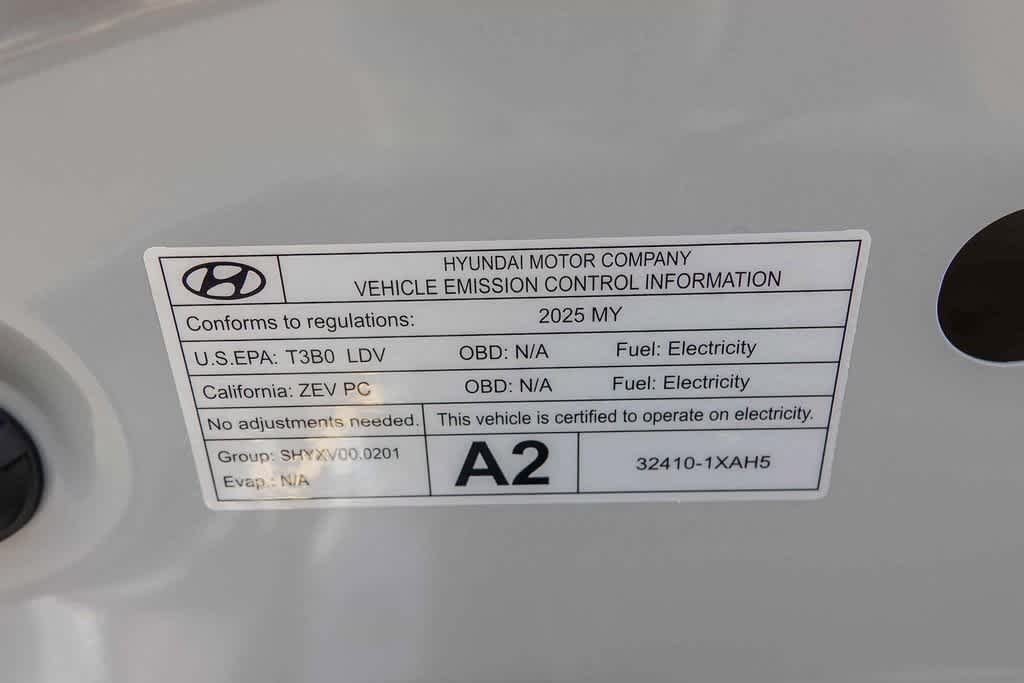 HYUNDAI MOTOR COMPANY
VEHICLE EMISSION CONTROL INFORMATION
Conforms to regulations: 2025 MY
U.S.EPA: T3B0 LDV OBD: N/A Fuel: Electricity
California: ZEV PC OBD: N/A Fuel: Electricity
No adjustments needed. This vehicle is certified to operate on electricity.
Group: SHYXV00.0201
Evap.: N/A
A2
32410-1XAH5